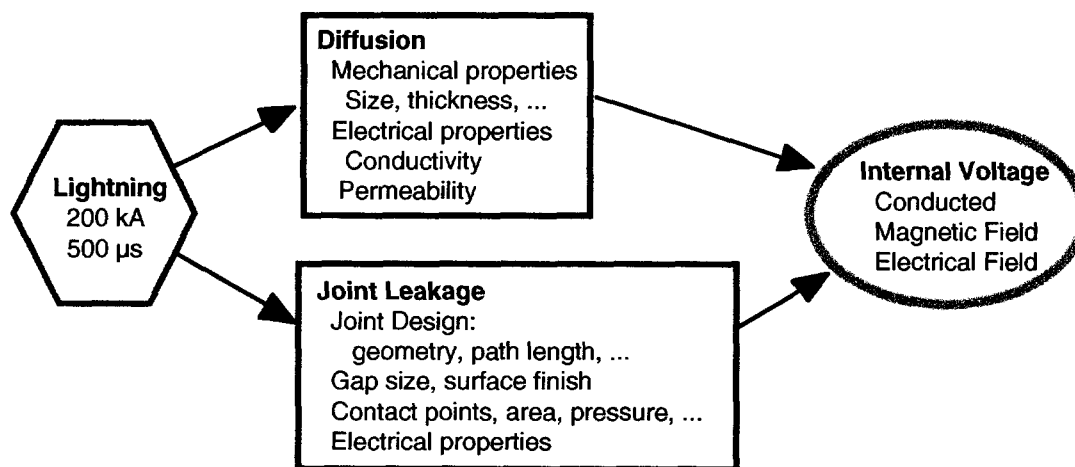 Lightning
200 kA
500 µs
Diffusion
Mechanical properties
Size, thickness, ...
Electrical properties
Conductivity
Permeability
Joint Leakage
Joint Design:
geometry, path length, ...
Gap size, surface finish
Contact points, area, pressure, ...
Electrical properties
Internal Voltage
Conducted
Magnetic Field
Electrical Field